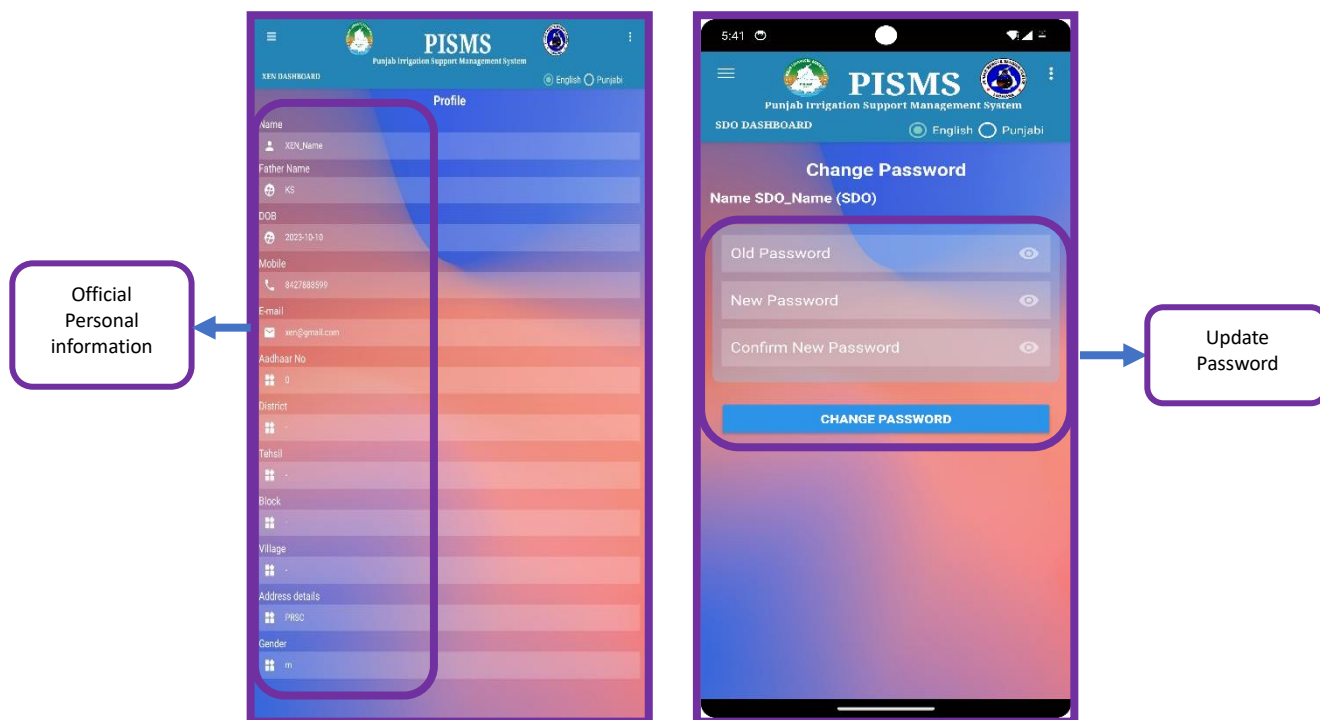 Official
Personal
information
PISMS
Punjab Irrigation Support Management System
XEN DASHBOARD
English Punjabi
Profile
Name
XEN_Name
Father Name
KS
DOB
2023-10-10
Mobile
8427888599
E-mail
xen@gmail.com
Aadhaar No
0
District
-
Tehsil
-
Block
-
Village
-
Address details
PRSC
Gender
m
5:41
PISMS
Punjab Irrigation Support Management System
SDO DASHBOARD
English Punjabi
Change Password
Name SDO_Name (SDO)
Old Password
New Password
Confirm New Password
CHANGE PASSWORD
Update
Password